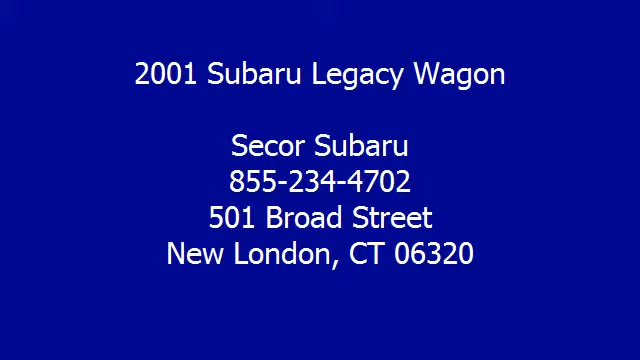 2001 Subaru Legacy Wagon
Secor Subaru
855-234-4702
501 Broad Street
New London, CT 06320